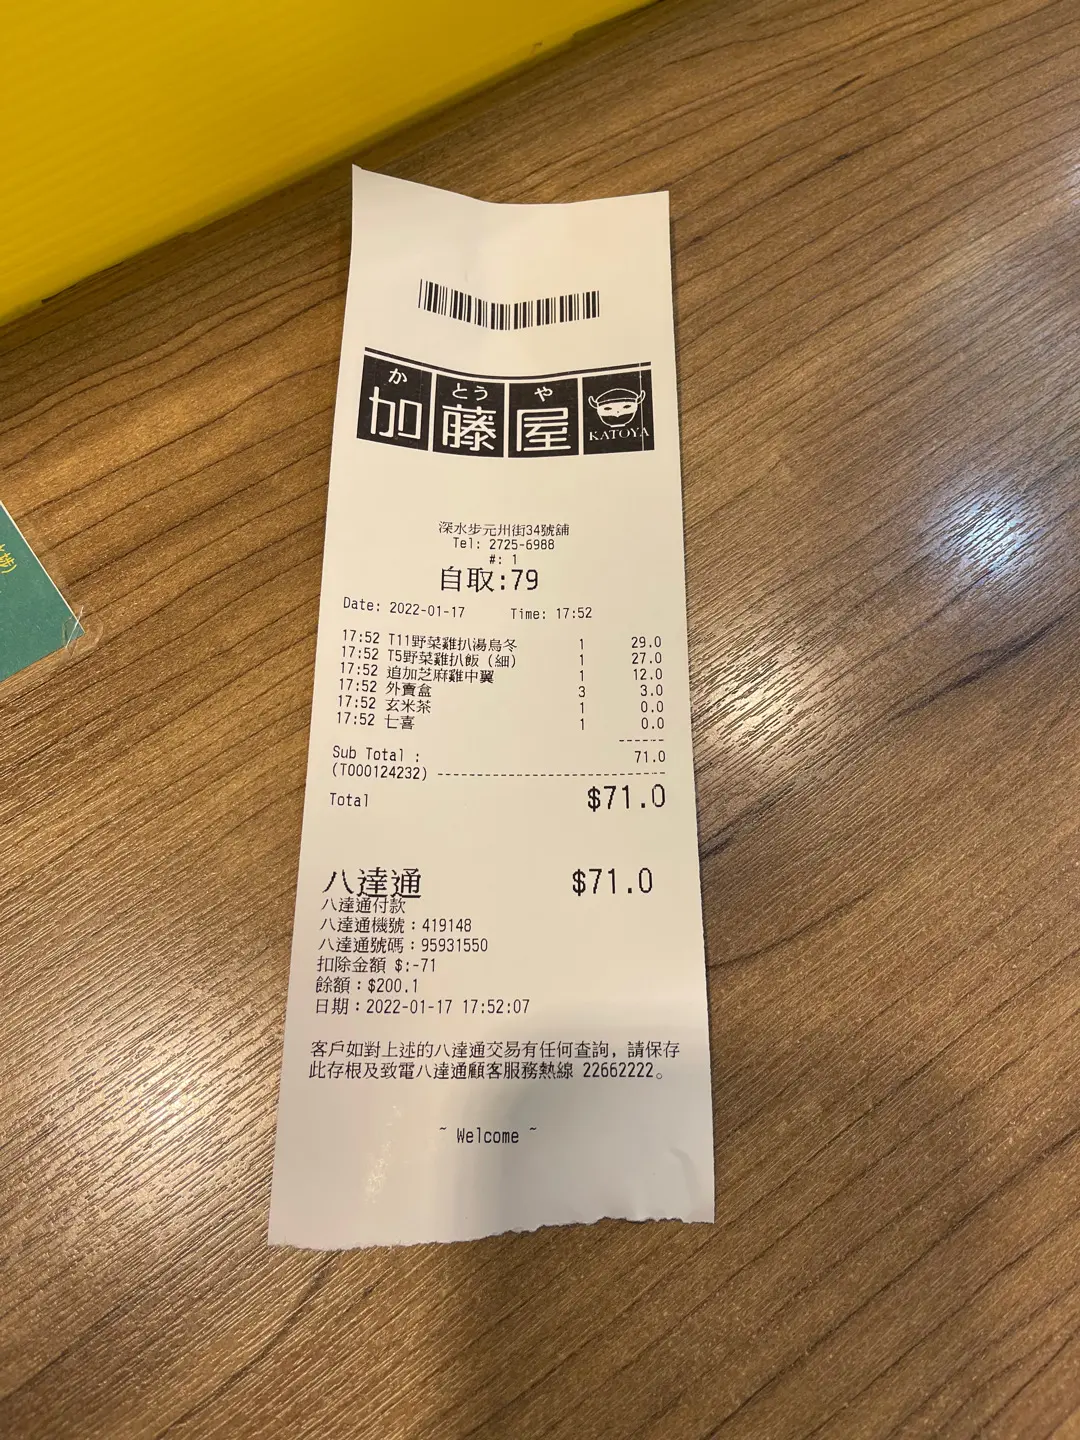 か とう や
加藤屋 KATOYA
深水步元州街34號舖
Tel: 2725-6988
#: 1
自取:79
Date: 2022-01-17 Time: 17:52
17:52 T11野菜雞扒湯烏冬 1 29.0
17:52 T5野菜雞扒飯（細） 1 27.0
17:52 追加芝麻雞中翼 1 12.0
17:52 外賣盒 3 3.0
17:52 玄米茶 1 0.0
17:52 七喜 1 0.0
------
Sub Total : 71.0
(T000124232) -----------------------------
Total $71.0
八達通 $71.0
八達通付款
八達通機號：419148
八達通號碼：95931550
扣除金額 $:-71
餘額：$200.1
日期：2022-01-17 17:52:07
客戶如對上述的八達通交易有任何查詢, 請保存
此存根及致電八達通顧客服務熱線 22662222。
~ Welcome ~